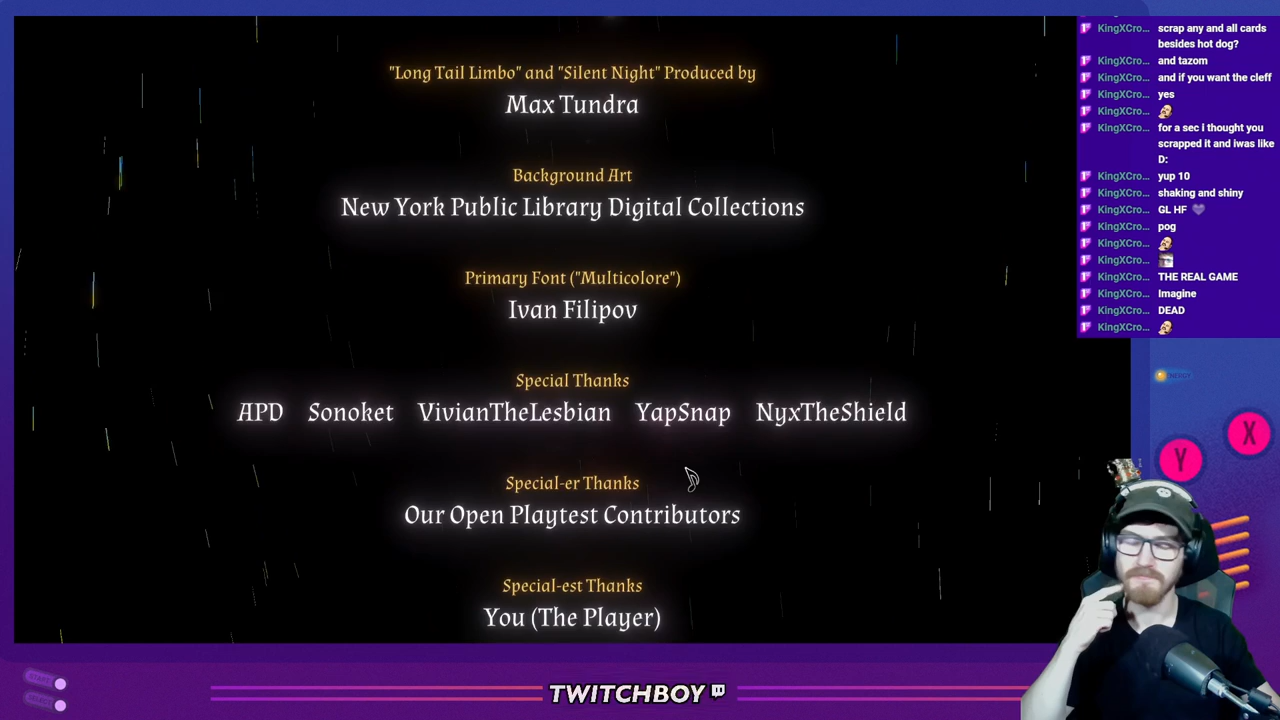 "Long Tail Limbo" and "Silent Night" Produced by
Max Tundra
Background Art
New York Public Library Digital Collections
Primary Font ("Multicolore")
Ivan Filipov
Special Thanks
APD Sonoket VivianTheLesbian YapSnap NyxTheShield
Special-er Thanks
Our Open Playtest Contributors
Special-est Thanks
You (The Player)
KingXCro... scrap any and all cards
besides hot dog?
KingXCro... and tazom
KingXCro... and if you want the cleff
KingXCro... yes
KingXCro...
KingXCro... for a sec i thought you
scrapped it and iwas like
D:
KingXCro... yup 10
KingXCro... shaking and shiny
KingXCro... GL HF
KingXCro... pog
KingXCro...
KingXCro...
KingXCro... THE REAL GAME
KingXCro... Imagine
KingXCro... DEAD
KingXCro...
X
Y
TWITCHBOY